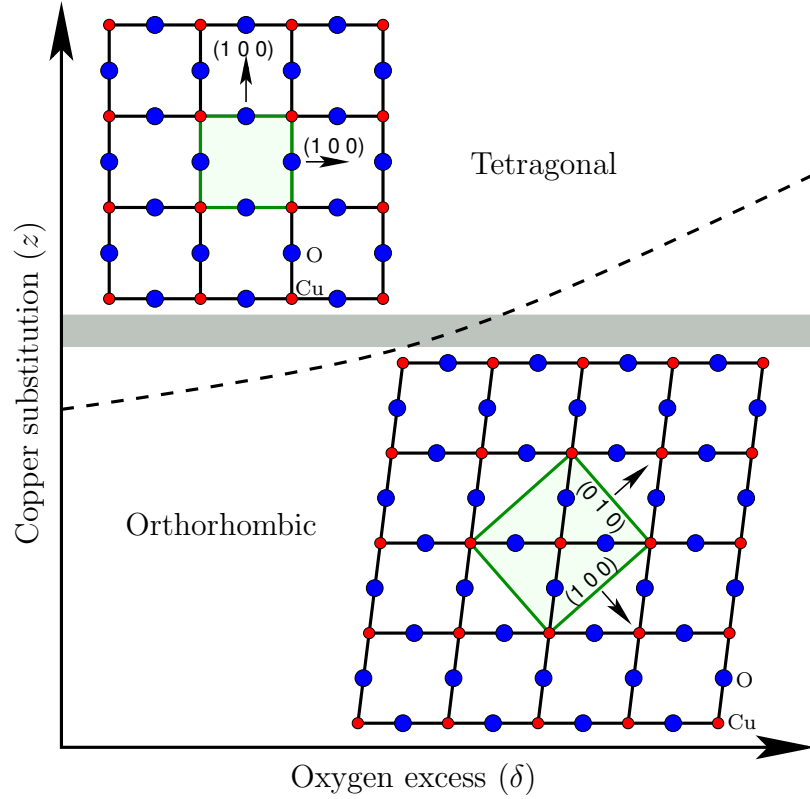 (1 0 0)
(1 0 0)
Tetragonal
O
Cu
Copper substitution (z)
(0 1 0)
Orthorhombic
(1 0 0)
O
Cu
Oxygen excess (δ)